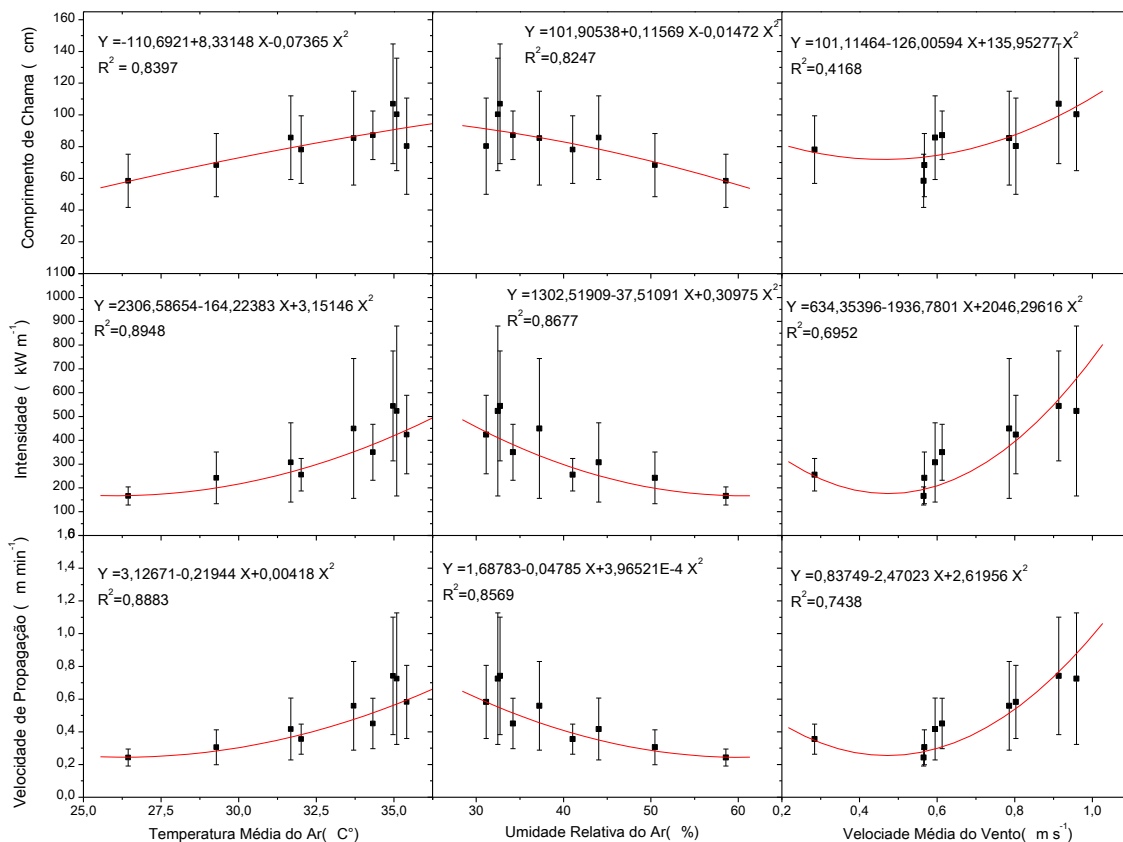 Comprimento de Chama ( cm)
160
140
120
100
80
60
40
20
0
Y =-110,6921+8,33148 X-0,07365 X²
R² = 0,8397
Y =101,90538+0,11569 X-0,01472 X²
R²=0,8247
Y =101,11464-126,00594 X+135,95277 X²
R²=0,4168
Intensidade ( kW m⁻¹)
1100
1000
900
800
700
600
500
400
300
200
100
0
Y =2306,58654-164,22383 X+3,15146 X²
R²=0,8948
Y =1302,51909-37,51091 X+0,30975 X²
R²=0,8677
Y =634,35396-1936,7801 X+2046,29616 X²
R²=0,6952
Velocidade de Propagação ( m min⁻¹)
1,6
1,4
1,2
1,0
0,8
0,6
0,4
0,2
0,0
Y =3,12671-0,21944 X+0,00418 X²
R²=0,8883
Y =1,68783-0,04785 X+3,96521E-4 X²
R²=0,8569
Y =0,83749-2,47023 X+2,61956 X²
R²=0,7438
25,0 27,5 30,0 32,5 35,0
30 40 50 60
0,2 0,4 0,6 0,8 1,0
Temperatura Média do Ar( C°)
Umidade Relativa do Ar( %)
Velociade Média do Vento( m s⁻¹)